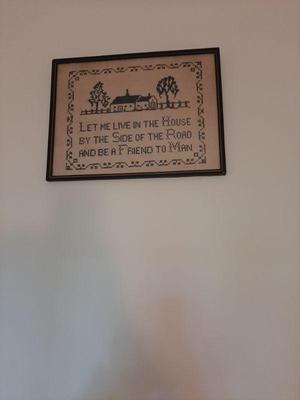 LET ME LIVE IN THE HOUSE
BY THE SIDE OF THE ROAD
AND BE A FRIEND TO MAN